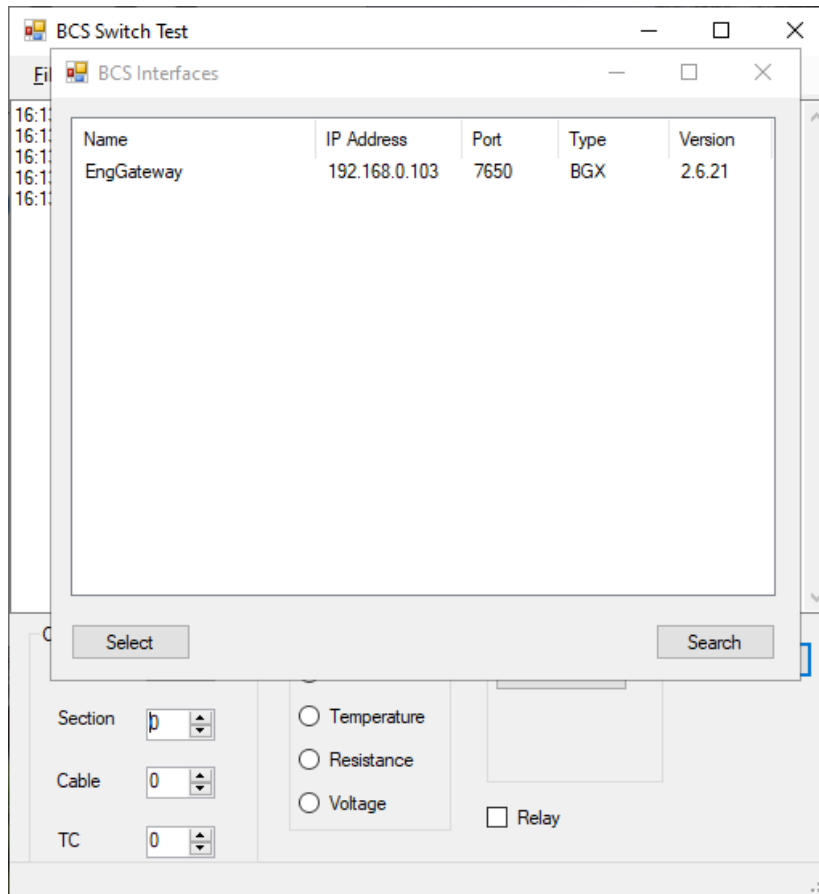 BCS Switch Test
BCS Interfaces
Name IP Address Port Type Version
EngGateway 192.168.0.103 7650 BGX 2.6.21
Select Search
Section 0
Temperature
Resistance
Cable 0
Voltage
Relay
TC 0